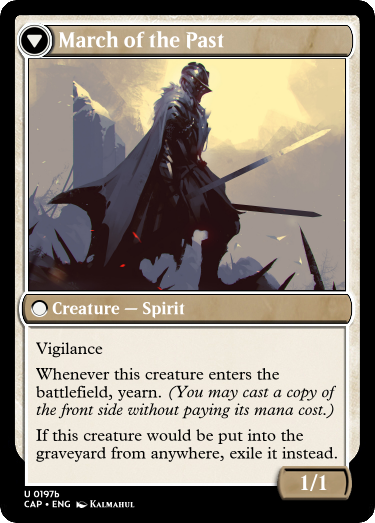 March of the Past
Creature — Spirit
Vigilance
Whenever this creature enters the
battlefield, yearn. (You may cast a copy of
the front side without paying its mana cost.)
If this creature would be put into the
graveyard from anywhere, exile it instead.
1/1
U 0197b
CAP • ENG Kalmahul